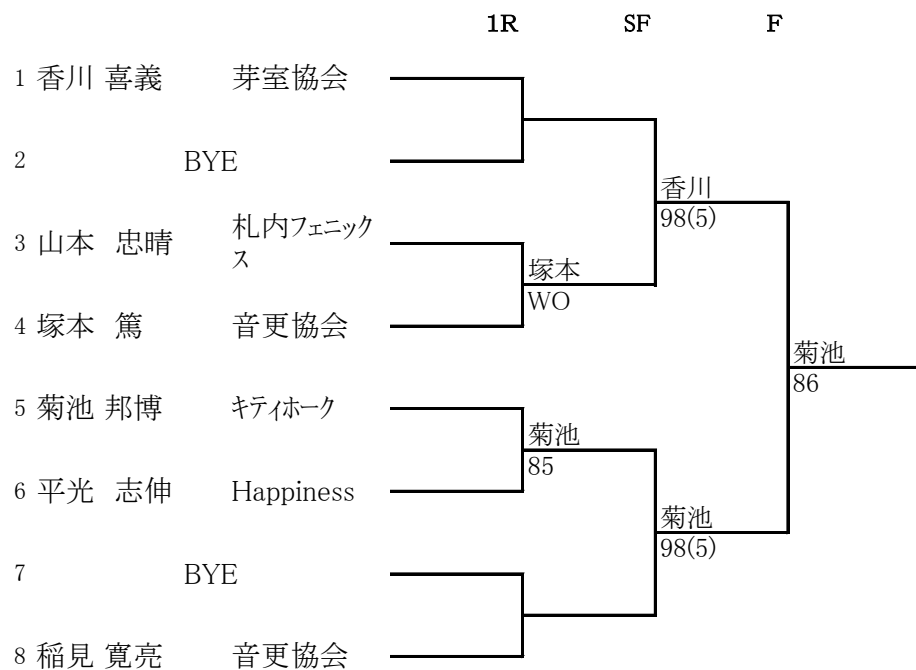 1R SF F
1 香川 喜義 芽室協会
2 BYE
香川
98(5)
3 山本 忠晴 札内フェニック
ス
塚本
WO
4 塚本 篤 音更協会
菊池
86
5 菊池 邦博 キティホーク
菊池
85
6 平光 志伸 Happiness
菊池
98(5)
7 BYE
8 稲見 寛亮 音更協会